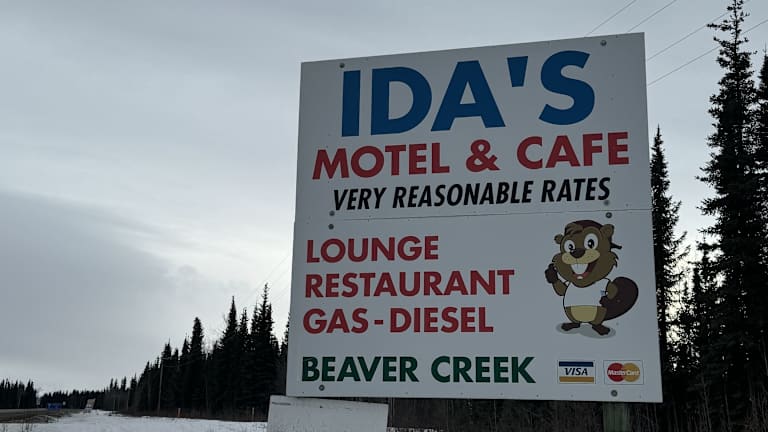 IDA'S
MOTEL & CAFE
VERY REASONABLE RATES
LOUNGE
RESTAURANT
GAS-DIESEL
BEAVER CREEK
VISA MasterCard